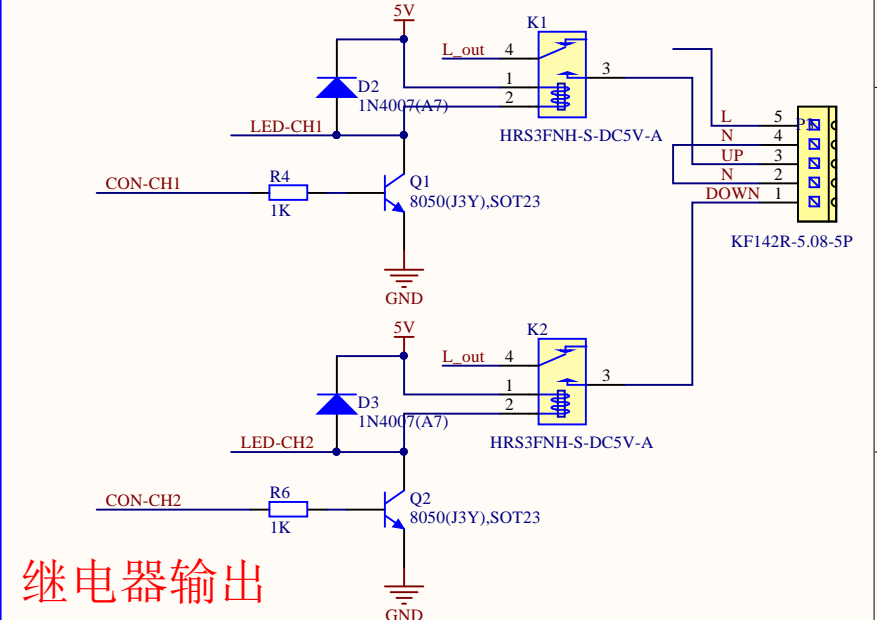 5V
K1
L_out 4
3
1
2
D2
1N4007(A7)
HRS3FNH-S-DC5V-A
LED-CH1
CON-CH1
R4
1K
Q1
8050(J3Y),SOT23
GND
L 5
N 4
UP 3
N 2
DOWN 1
KF142R-5.08-5P
5V
K2
L_out 4
3
1
2
D3
1N4007(A7)
HRS3FNH-S-DC5V-A
LED-CH2
CON-CH2
R6
1K
Q2
8050(J3Y),SOT23
GND
继电器输出